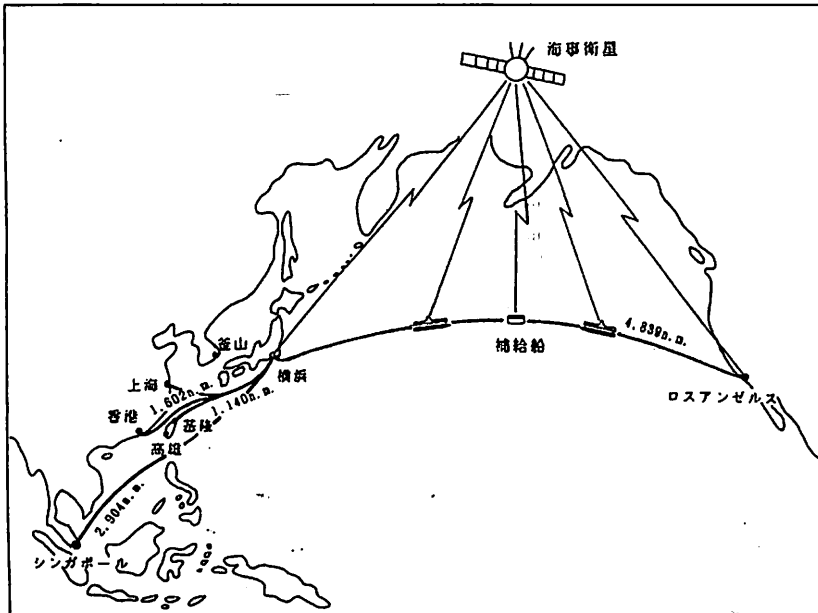 海事衛星
4.839n.m.
補給船
釜山
横浜
上海
1.602n.m.
ロスアンゼルス
香港
1.140n.m.
基隆
高雄
2.904n.m.
シンガポール